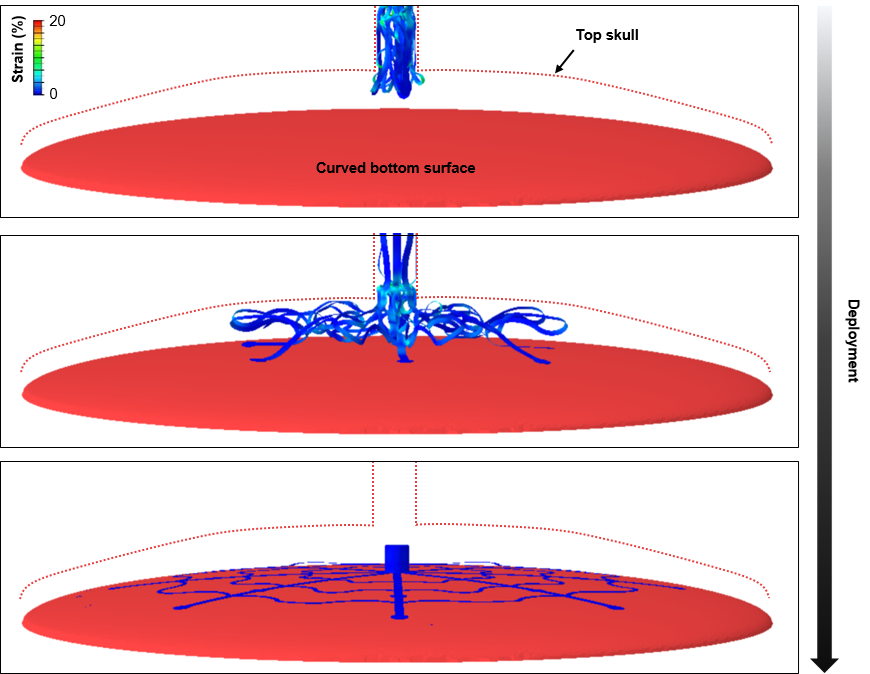 Strain (%)
20
0
Top skull
Curved bottom surface
Deployment